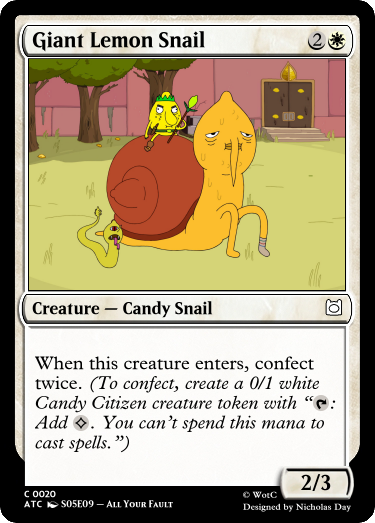 Giant Lemon Snail 2
Creature — Candy Snail
When this creature enters, confect
twice. (To confect, create a 0/1 white
Candy Citizen creature token with “:
Add . You can't spend this mana to
cast spells.”)
2/3
C 0020
ATC S05E09 — All Your Fault
© WotC
Designed by Nicholas Day